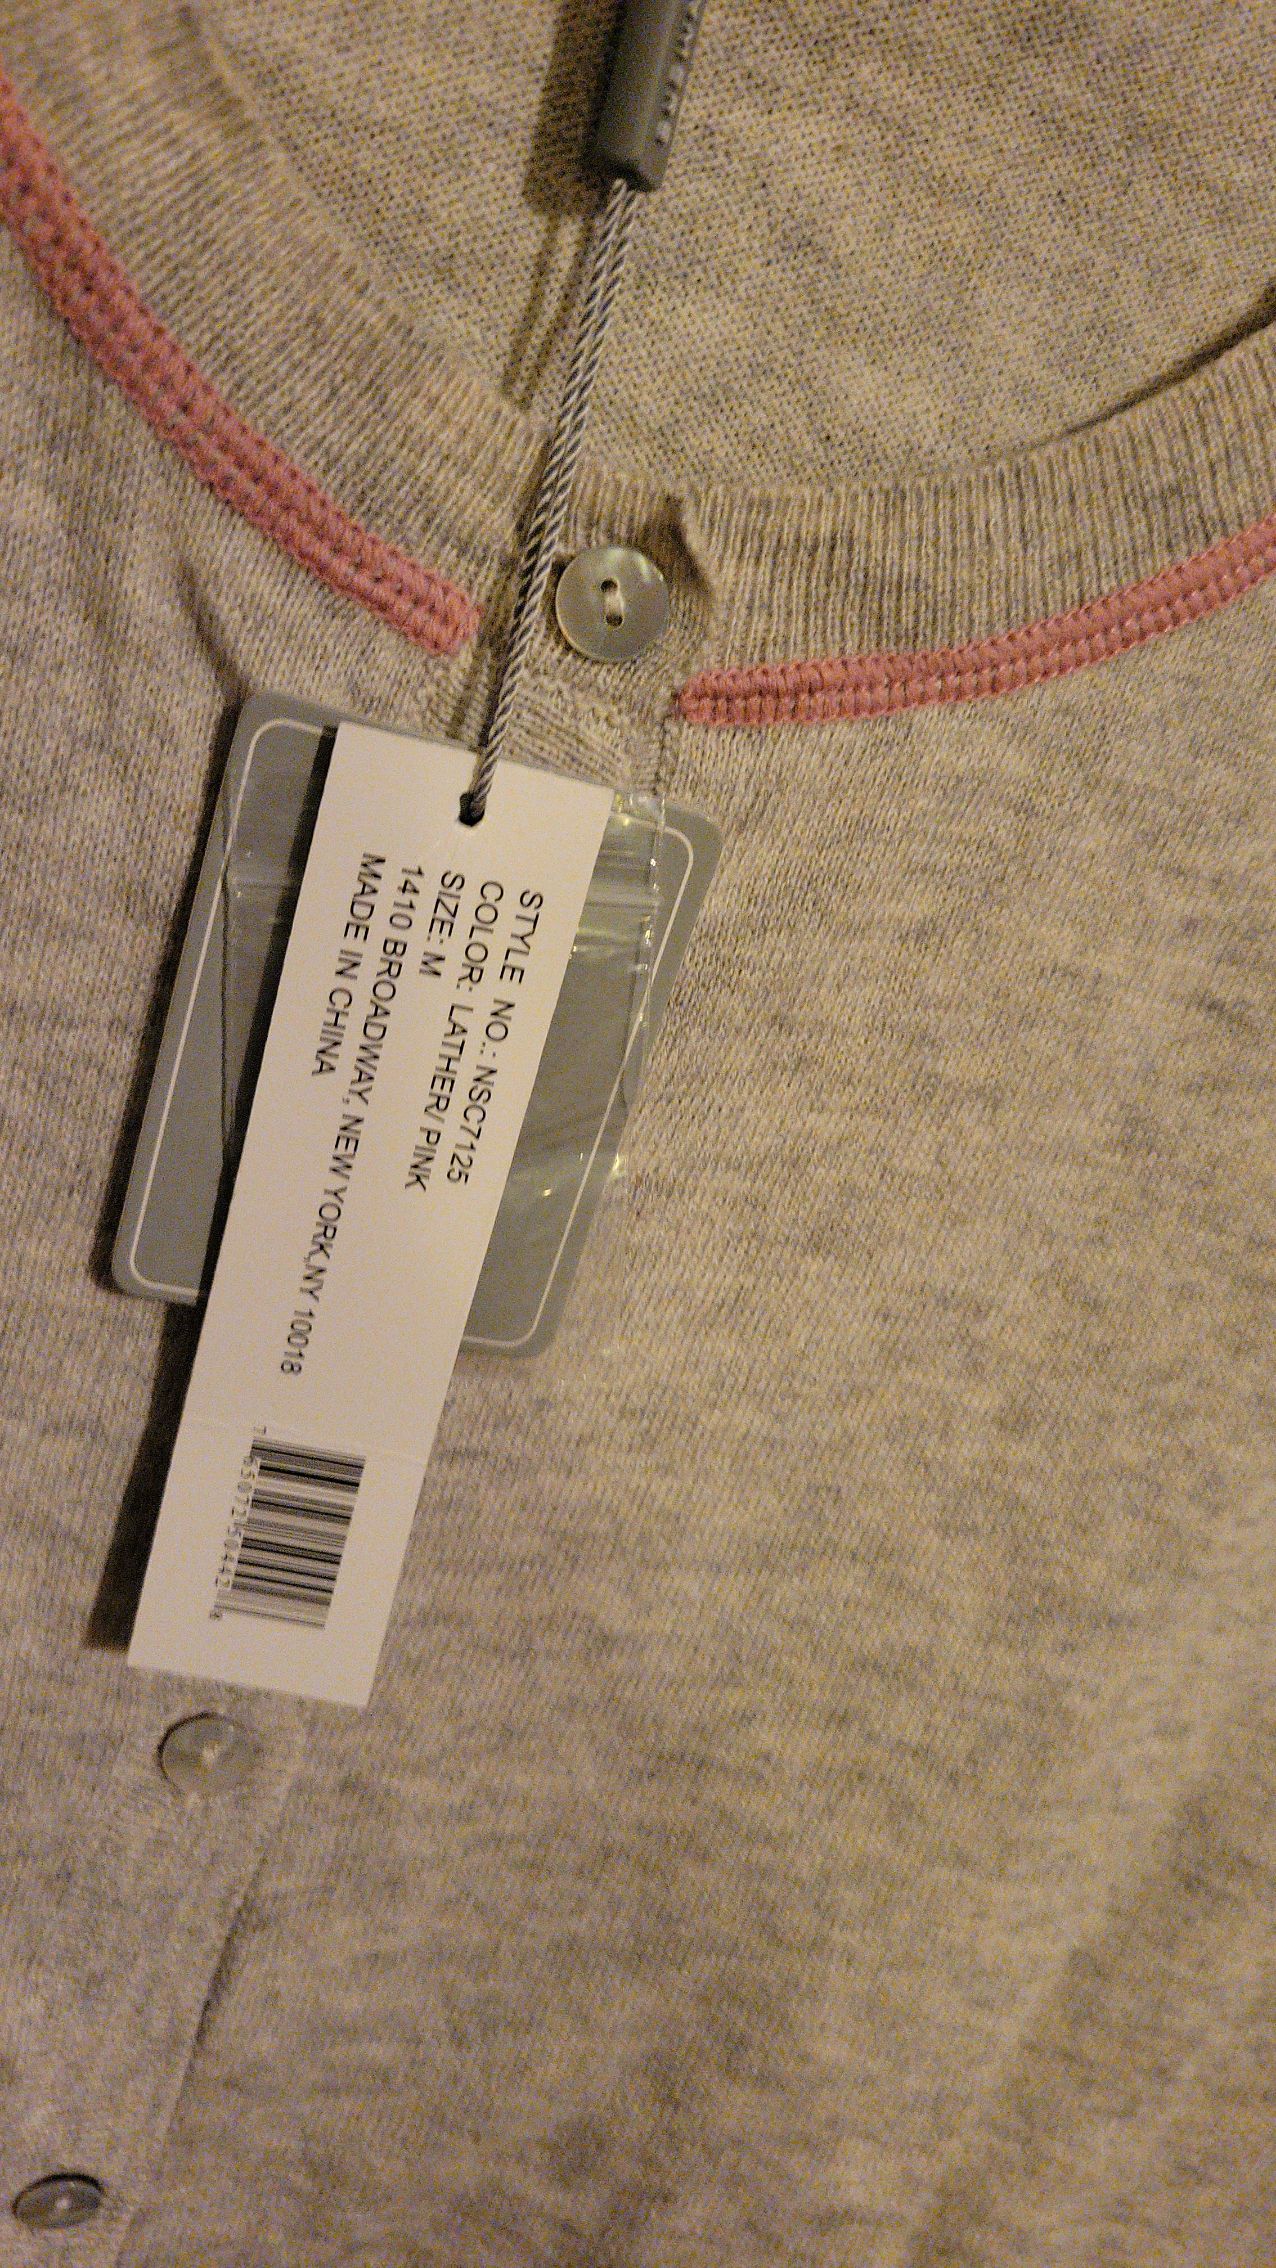 STYLE NO.: NSC7125
COLOR: LATHER/ PINK
SIZE: M
1410 BROADWAY, NEW YORK,NY 10018
MADE IN CHINA